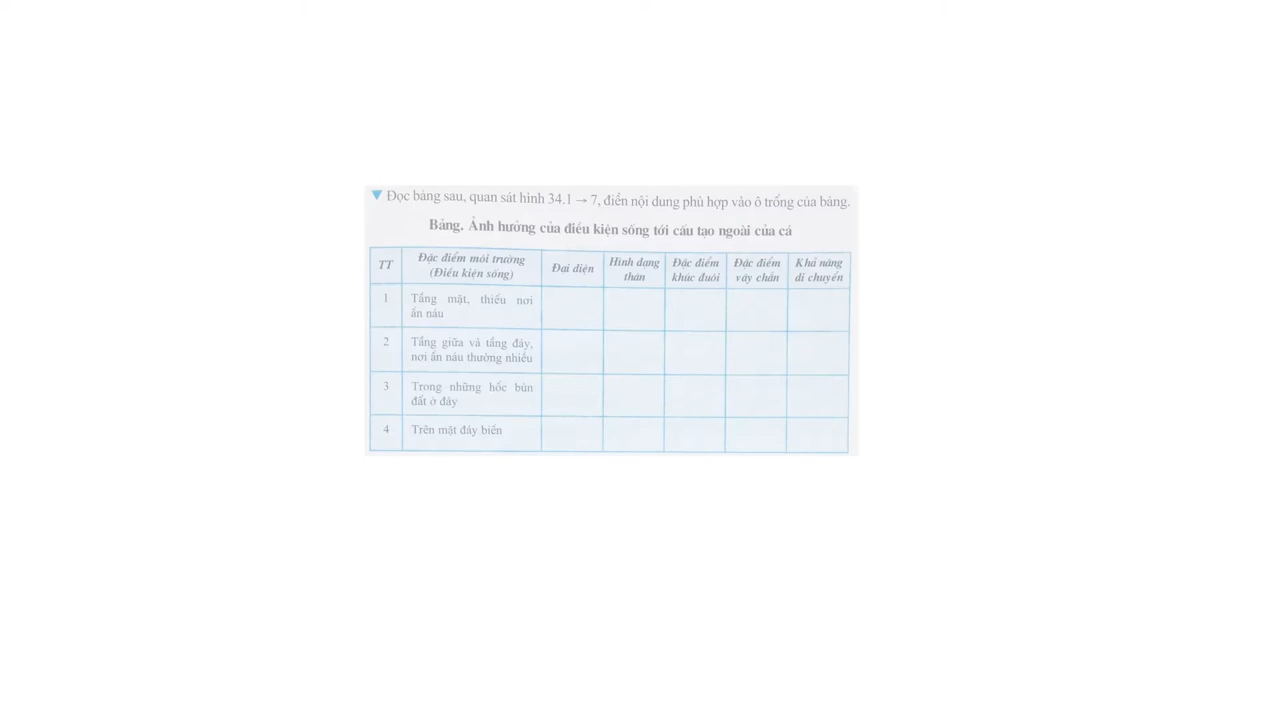 ▼ Đọc bảng sau, quan sát hình 34.1 → 7, điền nội dung phù hợp vào ô trống của bảng.
Bảng. Ảnh hưởng của điều kiện sống tới cấu tạo ngoài của cá
TT
Đặc điểm môi trường
(Điều kiện sống)
Đại diện
Hình dạng
thân
Đặc điểm
khúc đuôi
Đặc điểm
vây chẵn
Khả năng
di chuyển
1
Tầng mặt, thiếu nơi
ẩn náu
2
Tầng giữa và tầng đáy,
nơi ẩn náu thường nhiều
3
Trong những hốc bùn
đất ở đáy
4
Trên mặt đáy biển